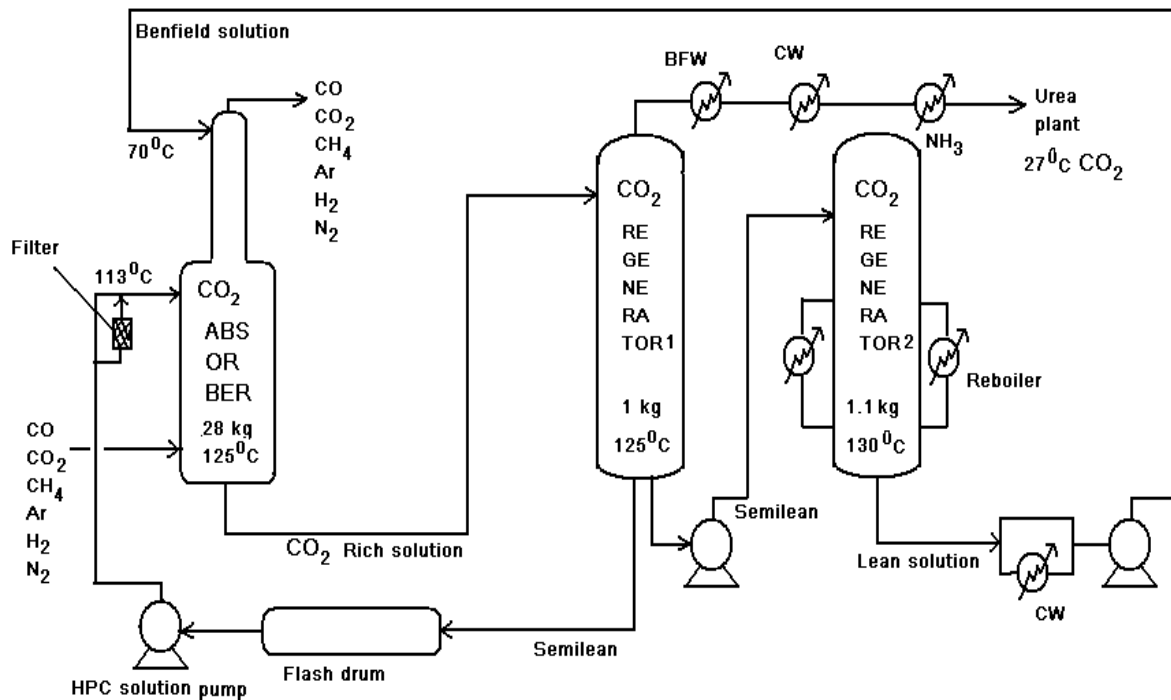 Benfield solution
70⁰C
CO
CO₂
CH₄
Ar
H₂
N₂
BFW
CW
NH₃
Urea
plant
27⁰C CO₂
Filter
113⁰C
CO₂
ABS
OR
BER
28 kg
125⁰C
CO
CO₂
CH₄
Ar
H₂
N₂
CO₂
RE
GE
NE
RA
TOR1
1 kg
125⁰C
CO₂
RE
GE
NE
RA
TOR2
1.1 kg
130⁰C
Reboiler
Semilean
CO₂ Rich solution
Lean solution
CW
Semilean
Flash drum
HPC solution pump